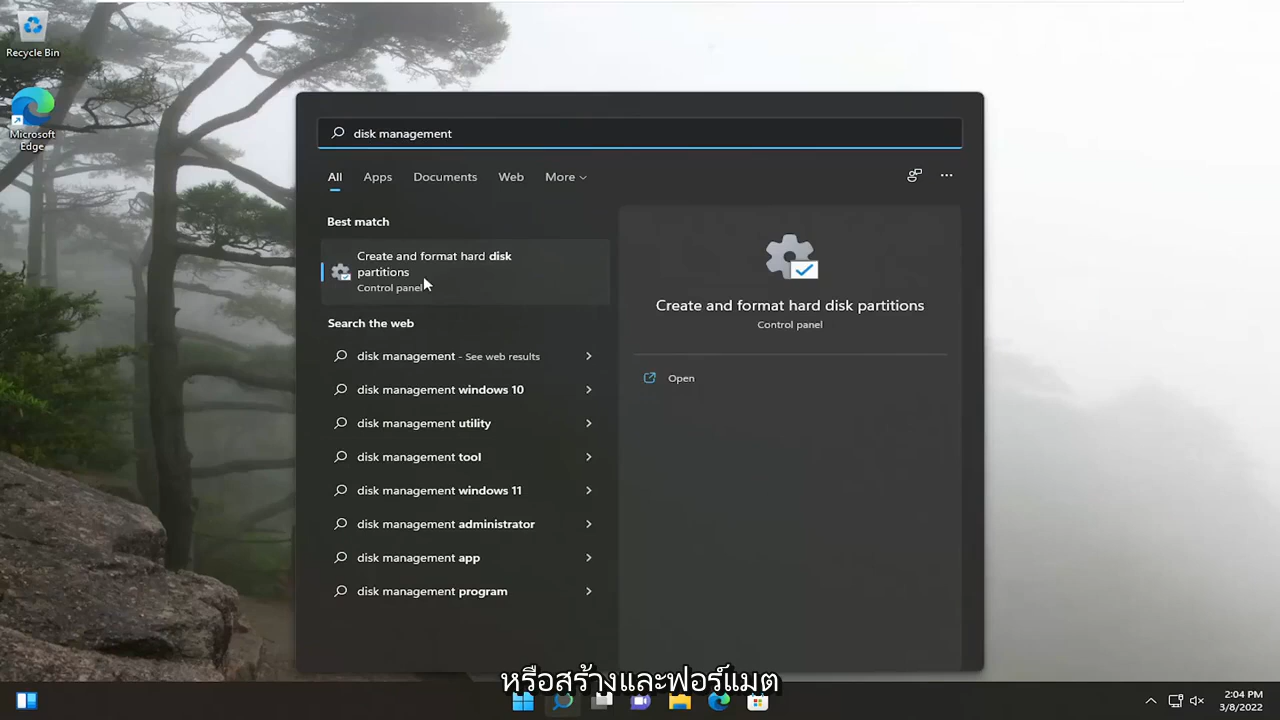 Recycle Bin
Microsoft
Edge
disk management
All
Apps
Documents
Web
More
Best match
Create and format hard disk
partitions
Control panel
Search the web
disk management - See web results
disk management windows 10
disk management utility
disk management tool
disk management windows 11
disk management administrator
disk management app
disk management program
Create and format hard disk partitions
Control panel
Open
หรือสร้างและฟอร์แมต
2:04 PM
3/8/2022